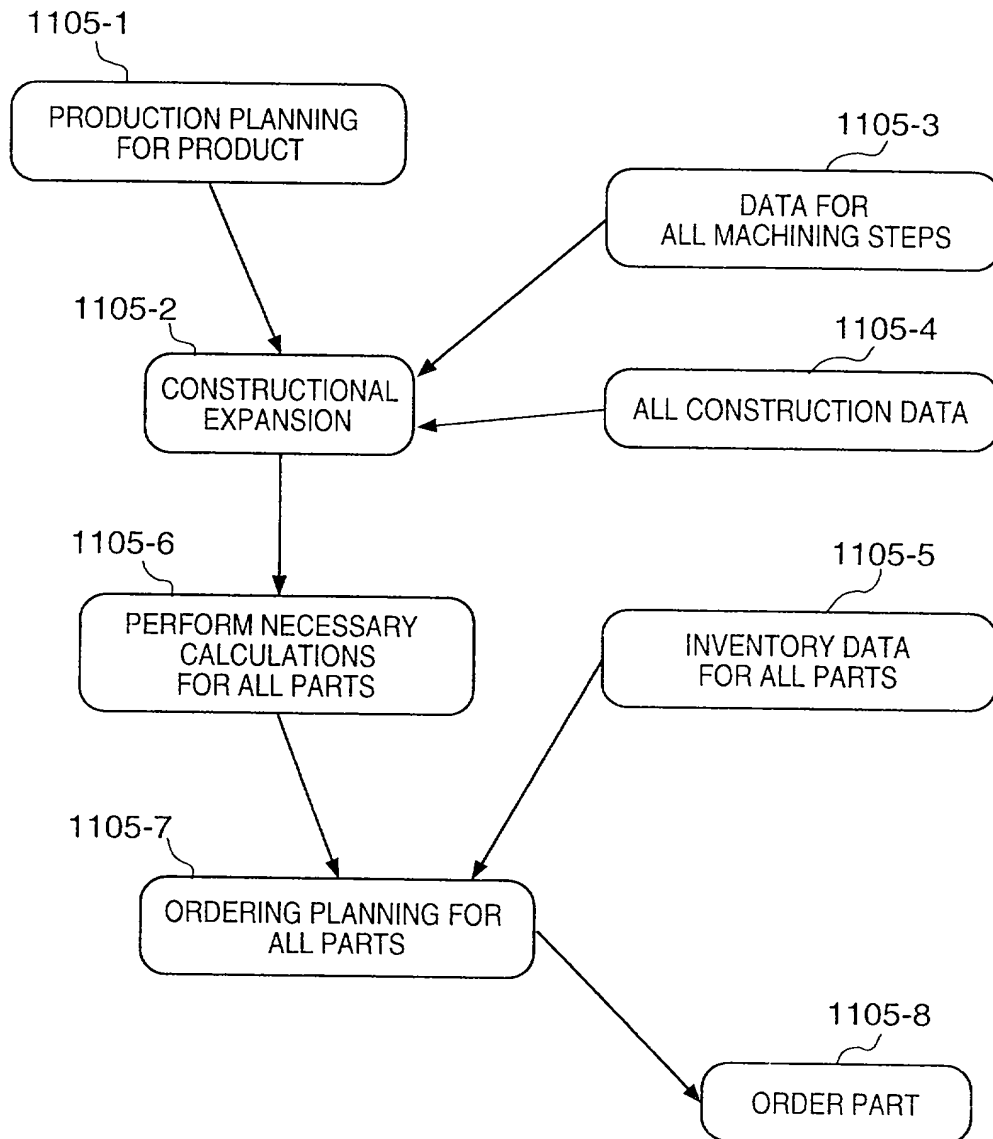 1105-1
PRODUCTION PLANNING
FOR PRODUCT
1105-3
DATA FOR
ALL MACHINING STEPS
1105-2
CONSTRUCTIONAL
EXPANSION
1105-4
ALL CONSTRUCTION DATA
1105-6
PERFORM NECESSARY
CALCULATIONS
FOR ALL PARTS
1105-5
INVENTORY DATA
FOR ALL PARTS
1105-7
ORDERING PLANNING FOR
ALL PARTS
1105-8
ORDER PART